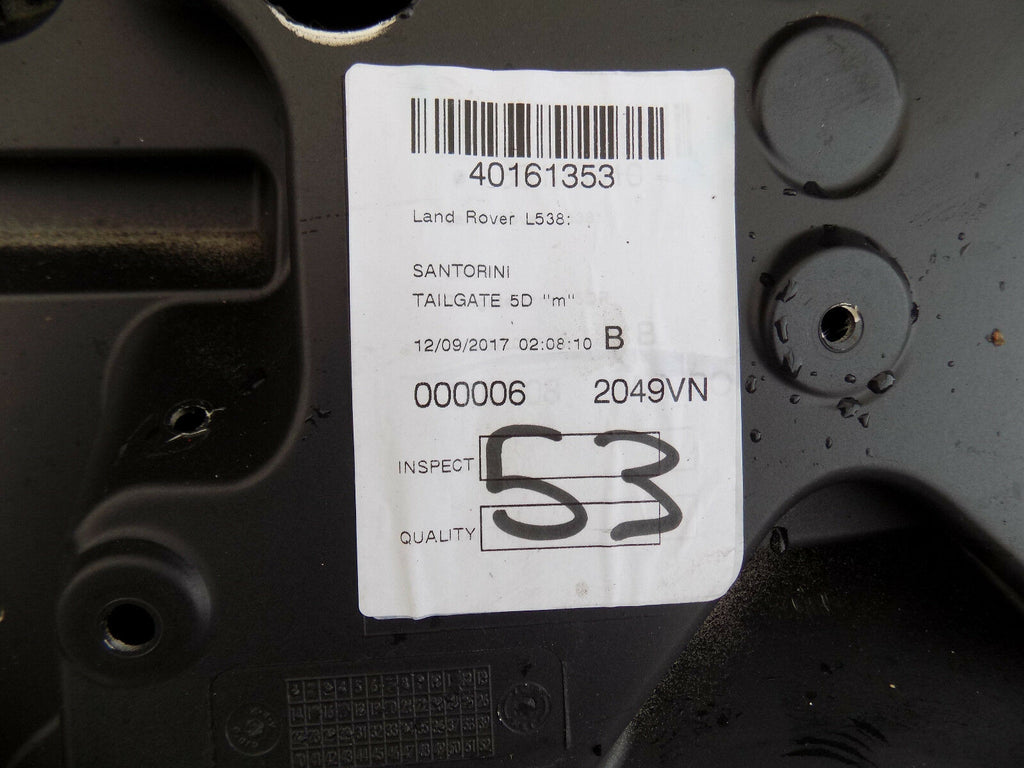 40161353
Land Rover L538:
SANTORINI
TAILGATE 5D "m"
12/09/2017 02:08:10 B
000006 2049VN
INSPECT
QUALITY
53